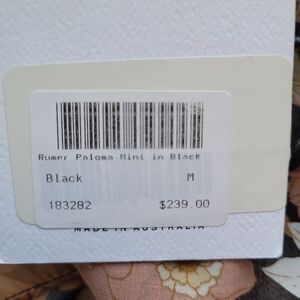 Rumer Paloma Mini in Black
Black M
183282 $239.00
MADE IN AUSTRALIA